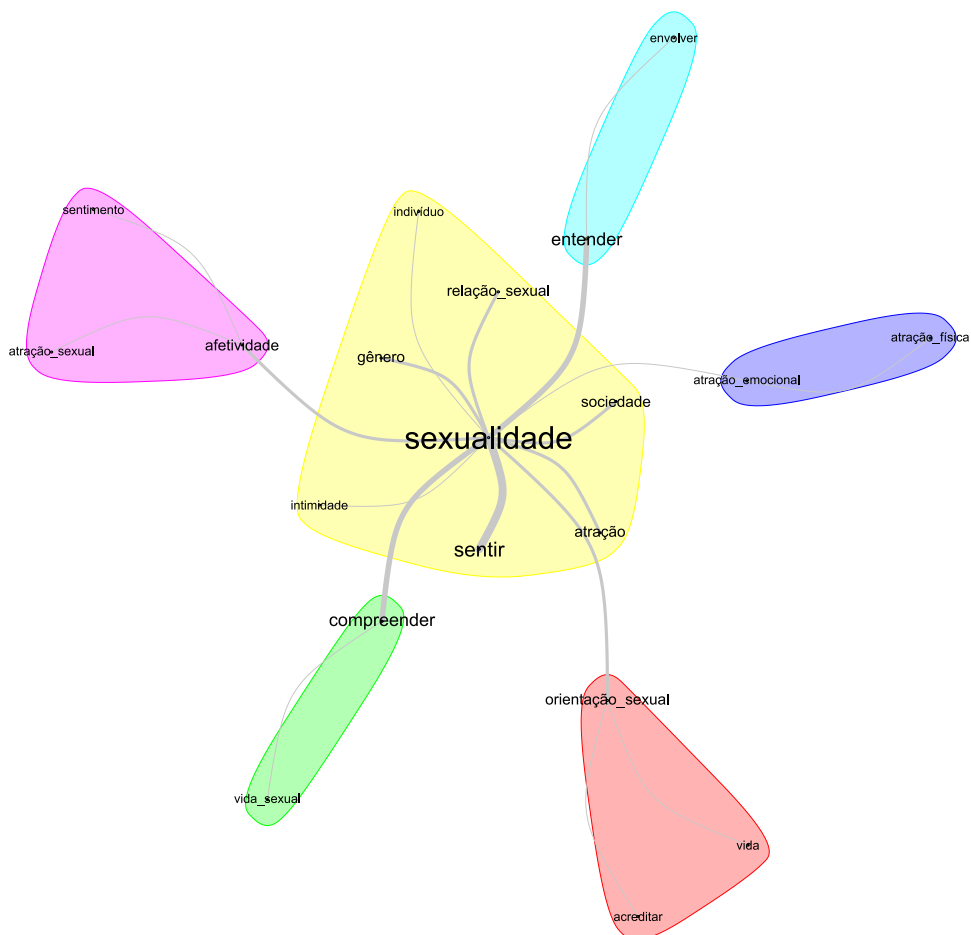 envolver
sentimento
indivíduo
entender
relação_sexual
atração_física
afetividade
atração_sexual
gênero
atração_emocional
sociedade
sexualidade
intimidade
atração
sentir
compreender
orientação_sexual
vida_sexual
vida
acreditar